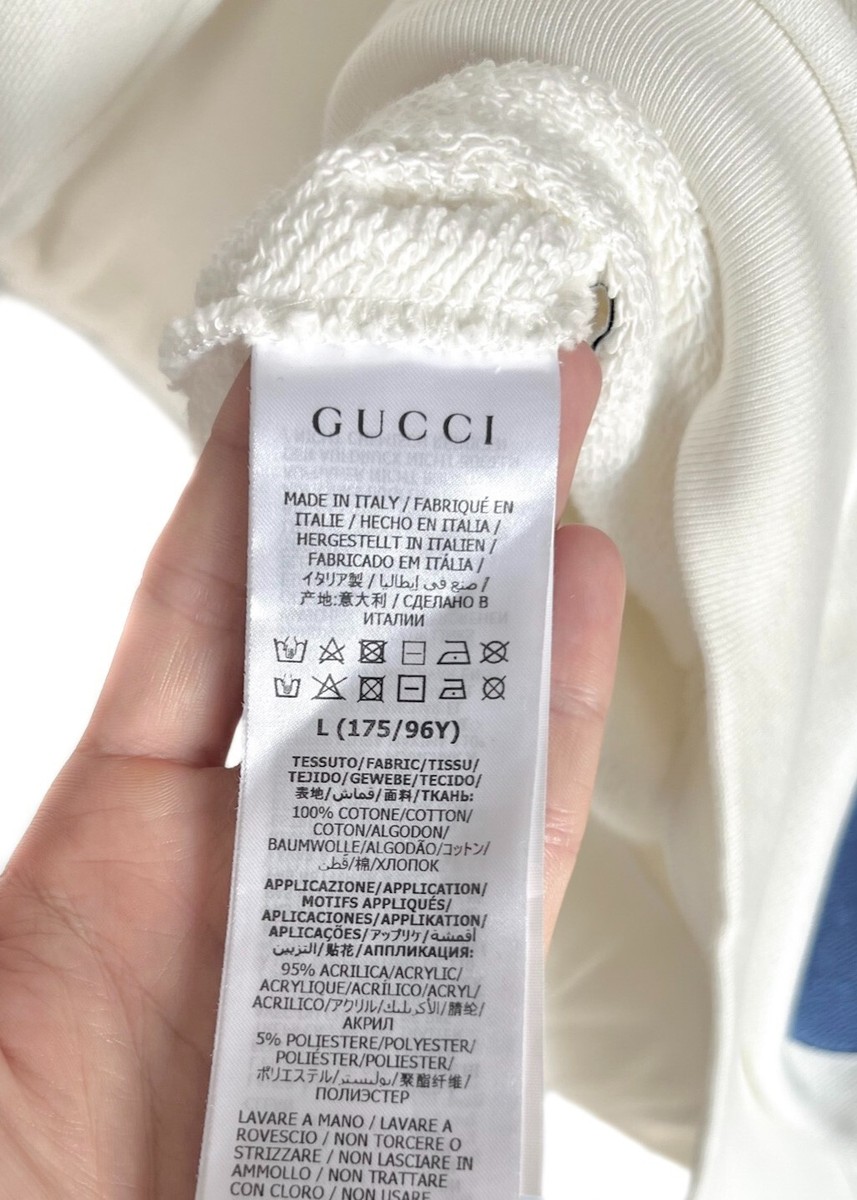 GUCCI
MADE IN ITALY / FABRIQUÉ EN
ITALIE / HECHO EN ITALIA /
HERGESTELLT IN ITALIEN /
FABRICADO EM ITÁLIA /
イタリア製 / صنع في إيطاليا /
产地:意大利 / СДЕЛАНО В
ИТАЛИИ
L (175/96Y)
TESSUTO/FABRIC/TISSU/
TEJIDO/GEWEBE/TECIDO/
表地/قماش/面料/ТКАНЬ:
100% COTONE/COTTON/
COTON/ALGODON/
BAUMWOLLE/ALGODÃO/コットン/
قطن/棉/ХЛОПОК
APPLICAZIONE/APPLICATION/
MOTIFS APPLIQUÉS/
APLICACIONES/APPLIKATION/
APLICAÇÕES/アップリケ/أقمشة
التزيين/贴花/АППЛИКАЦИЯ:
95% ACRILICA/ACRYLIC/
ACRYLIQUE/ACRÍLICO/ACRYL/
ACRILICO/アクリル/الأكريليك/腈纶/
АКРИЛ
5% POLIESTERE/POLYESTER/
POLIÉSTER/POLIESTER/
ポリエステル/بوليستر/聚酯纤维/
ПОЛИЭСТЕР
LAVARE A MANO / LAVARE A
ROVESCIO / NON TORCERE O
STRIZZARE / NON LASCIARE IN
AMMOLLO / NON TRATTARE
CON CLORO / NON USARE